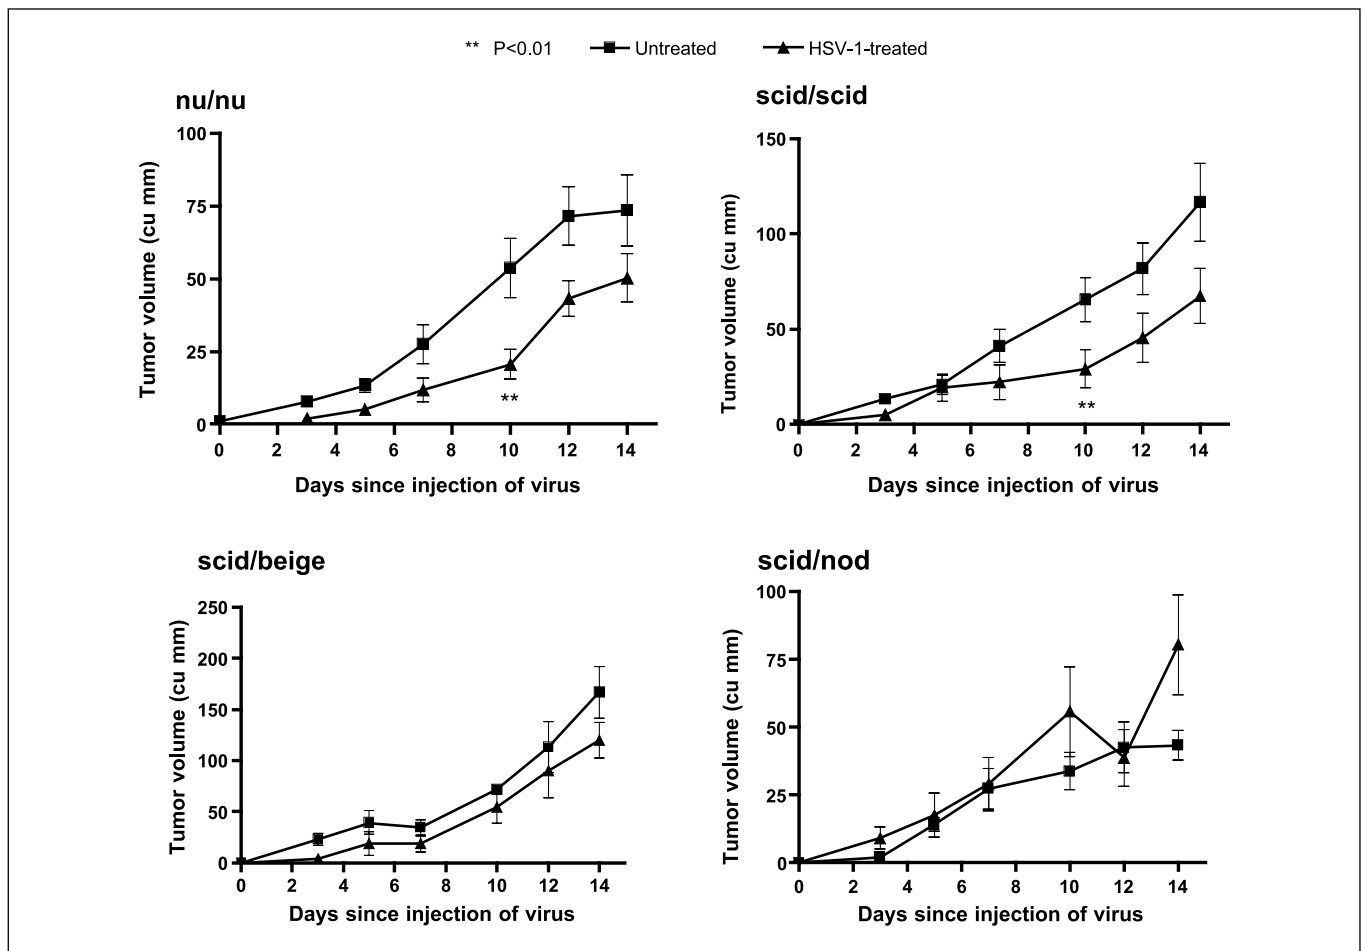 ** P<0.01 Untreated HSV-1-treated
nu/nu
100
75
50
25
0
Tumor volume (cu mm)
**
0 2 4 6 8 10 12 14
Days since injection of virus
scid/scid
150
100
50
0
Tumor volume (cu mm)
**
0 2 4 6 8 10 12 14
Days since injection of virus
scid/beige
250
200
150
100
50
0
Tumor volume (cu mm)
0 2 4 6 8 10 12 14
Days since injection of virus
scid/nod
100
75
50
25
0
Tumor volume (cu mm)
0 2 4 6 8 10 12 14
Days since injection of virus